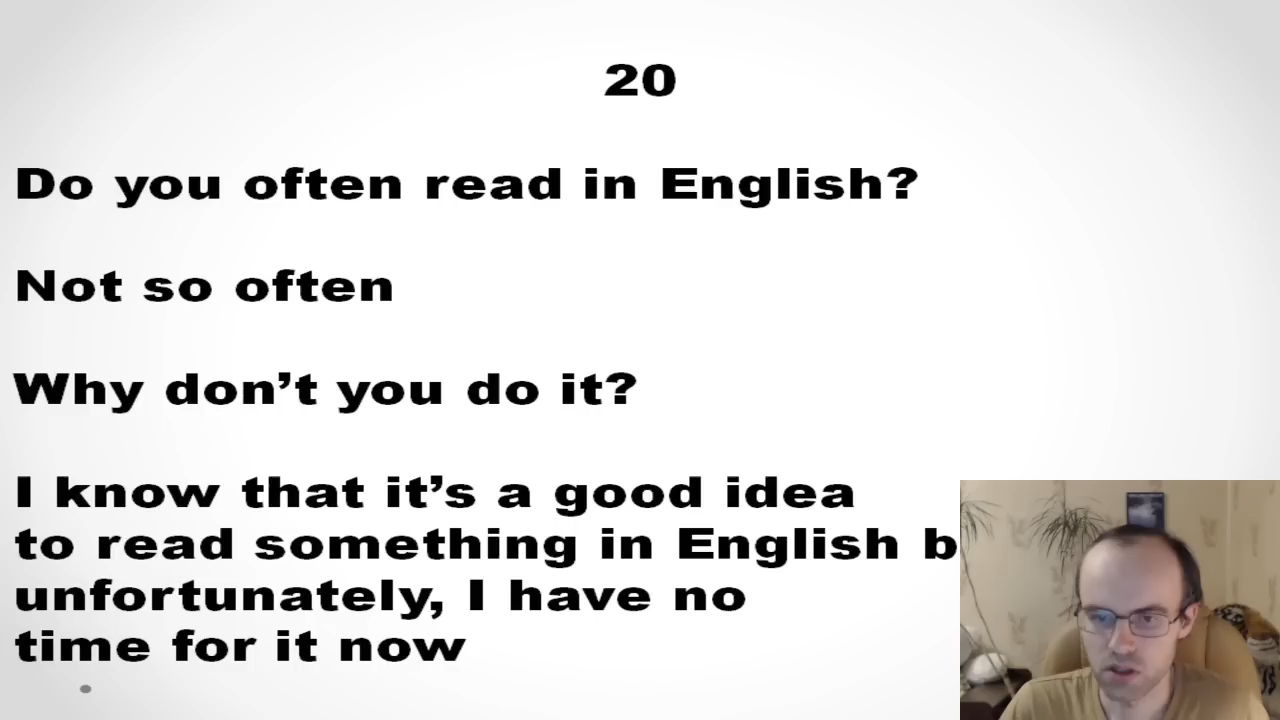 20
Do you often read in English?
Not so often
Why don’t you do it?
I know that it’s a good idea
to read something in English
unfortunately, I have no
time for it now